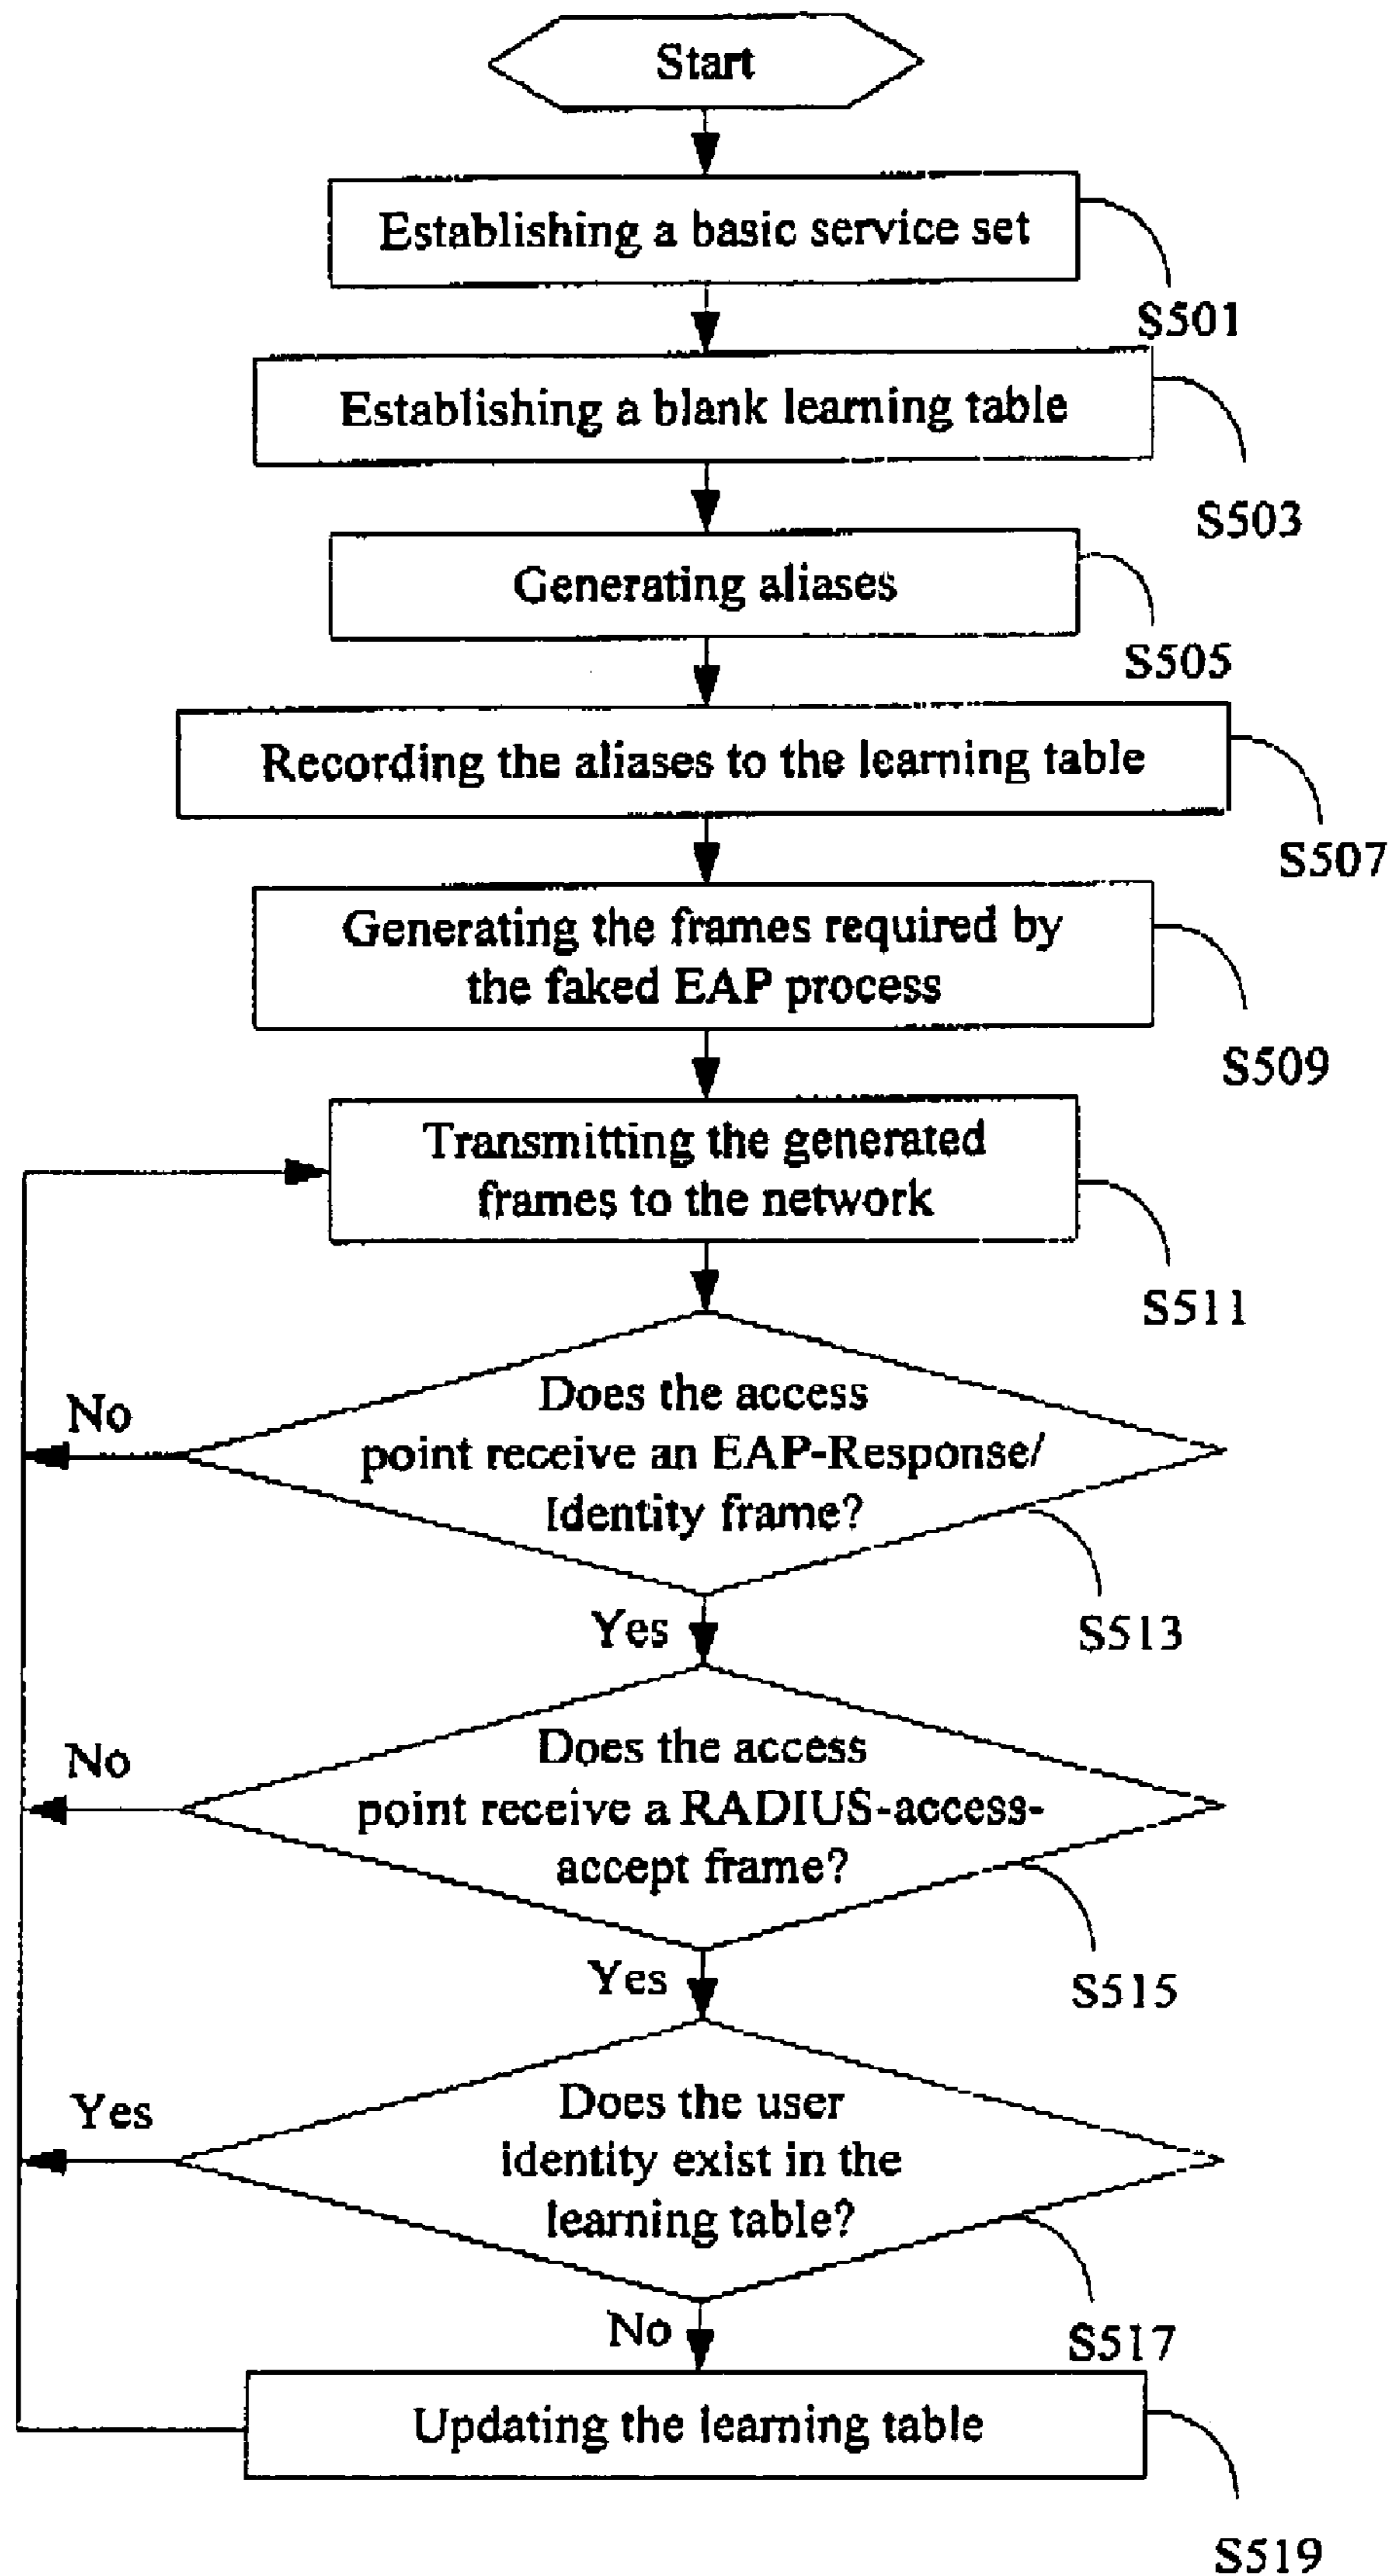 Start
Establishing a basic service set
S501
Establishing a blank learning table
S503
Generating aliases
S505
Recording the aliases to the learning table
S507
Generating the frames required by
the faked EAP process
S509
Transmitting the generated
frames to the network
S511
Does the access
point receive an EAP-Response/
Identity frame?
No
S513
Yes
Does the access
point receive a RADIUS-access-
accept frame?
No
S515
Yes
Does the user
identity exist in the
learning table?
Yes
S517
No
Updating the learning table
S519